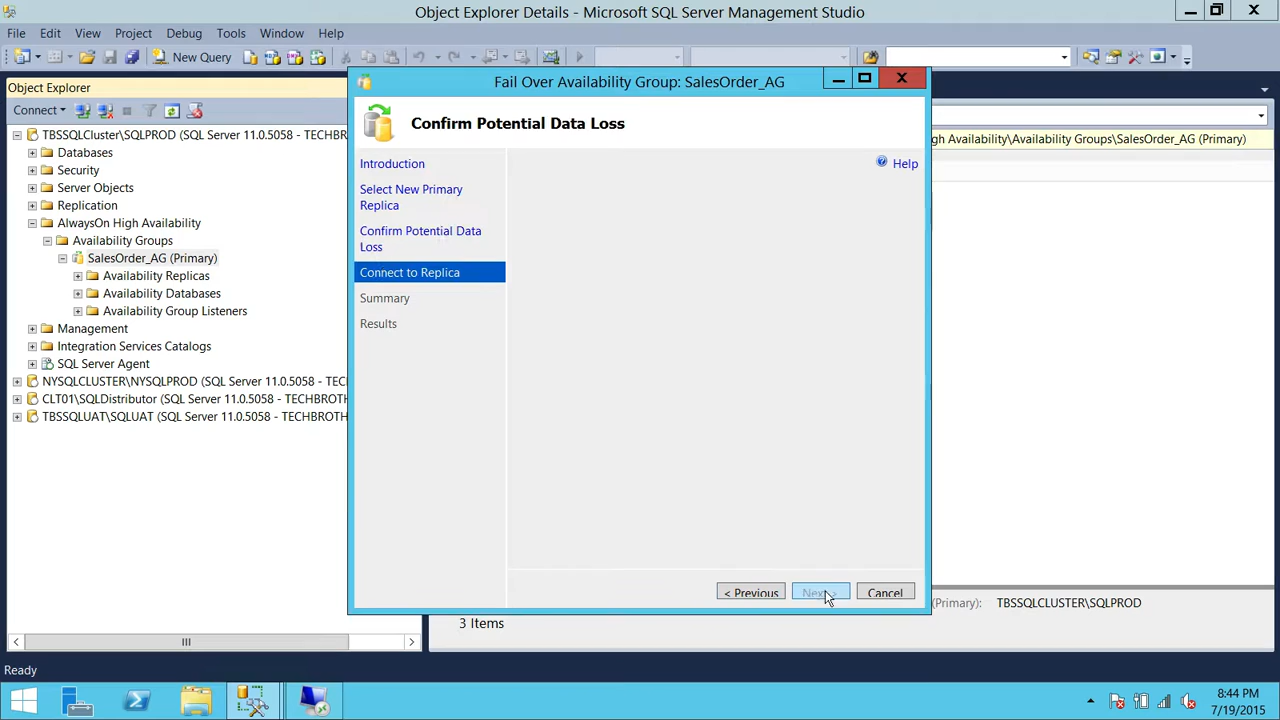 Object Explorer Details - Microsoft SQL Server Management Studio
File Edit View Project Debug Tools Window Help
New Query
Object Explorer
Fail Over Availability Group: SalesOrder_AG
Connect
Confirm Potential Data Loss
TBSSQLCluster\SQLPROD (SQL Server 11.0.5058 - TECHBR
Databases
Security
Server Objects
Replication
AlwaysOn High Availability
Availability Groups
SalesOrder_AG (Primary)
Availability Replicas
Availability Databases
Availability Group Listeners
Management
Integration Services Catalogs
SQL Server Agent
NYSQLCLUSTER\NYSQLPROD (SQL Server 11.0.5058 - TEC
CLT01\SQLDistributor (SQL Server 11.0.5058 - TECHBROT
TBSSQLUAT\SQLUAT (SQL Server 11.0.5058 - TECHBROTH
Introduction
Select New Primary
Replica
Confirm Potential Data
Loss
Connect to Replica
Summary
Results
Help
gh Availability\Availability Groups\SalesOrder_AG (Primary)
< Previous
Next >
Cancel
(Primary): TBSSQLCLUSTER\SQLPROD
3 Items
Ready
8:44 PM
7/19/2015